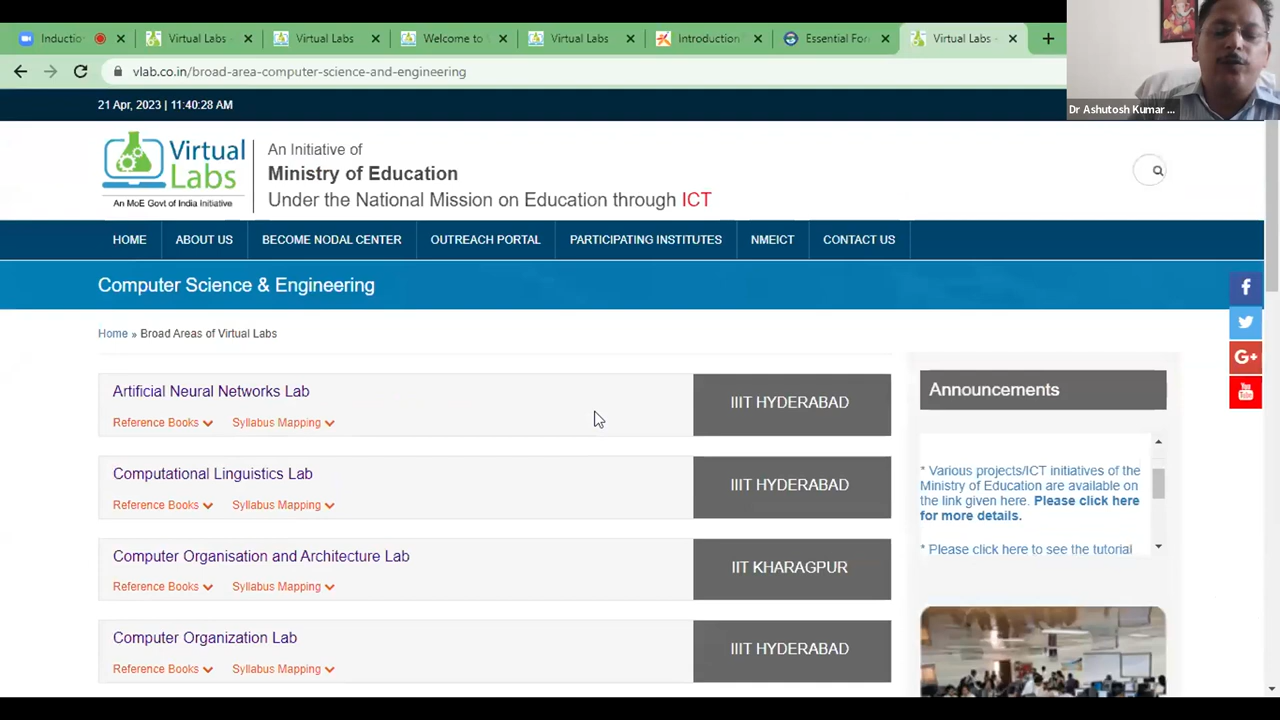 Inductio
Virtual Labs -
Virtual Labs
Welcome to
Virtual Labs
Introduction
Essential For
Virtual Labs -
vlab.co.in/broad-area-computer-science-and-engineering
Dr Ashutosh Kumar ...
21 Apr, 2023 | 11:40:28 AM
Virtual
Labs
An MoE Govt of India Initiative
An Initiative of
Ministry of Education
Under the National Mission on Education through ICT
HOME ABOUT US BECOME NODAL CENTER OUTREACH PORTAL PARTICIPATING INSTITUTES NMEICT CONTACT US
Computer Science & Engineering
Home » Broad Areas of Virtual Labs
Artificial Neural Networks Lab
Reference Books Syllabus Mapping
IIIT HYDERABAD
Computational Linguistics Lab
Reference Books Syllabus Mapping
IIIT HYDERABAD
Computer Organisation and Architecture Lab
Reference Books Syllabus Mapping
IIT KHARAGPUR
Computer Organization Lab
Reference Books Syllabus Mapping
IIIT HYDERABAD
Announcements
* Various projects/ICT initiatives of the
Ministry of Education are available on
the link given here. Please click here
for more details.
* Please click here to see the tutorial
f
G+
You
Tube